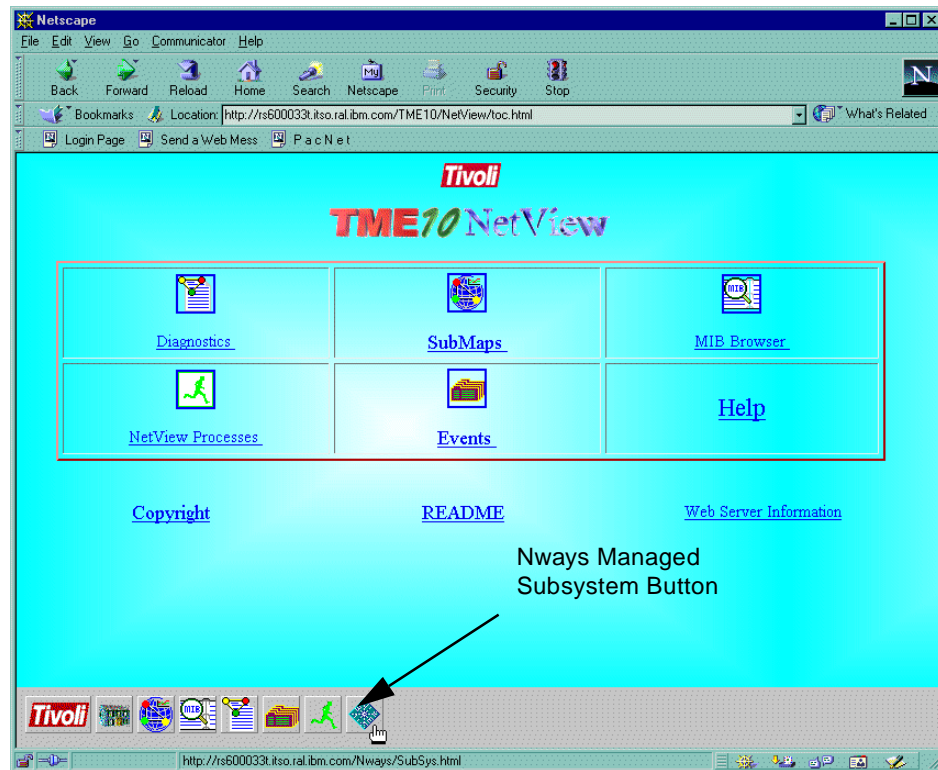 Netscape
File Edit View Go Communicator Help
Back Forward Reload Home Search Netscape Print Security Stop
My
N
Bookmarks Location: http://rs600033t.itso.ral.ibm.com/TME10/NetView/toc.html What's Related
Login Page Send a Web Mess P a c N e t
Tivoli
TME10 NetView
MIB
Diagnostics SubMaps MIB Browser
NetView Processes Events Help
Copyright README Web Server Information
Nways Managed
Subsystem Button
Tivoli MIB
http://rs600033t.itso.ral.ibm.com/Nways/SubSys.html